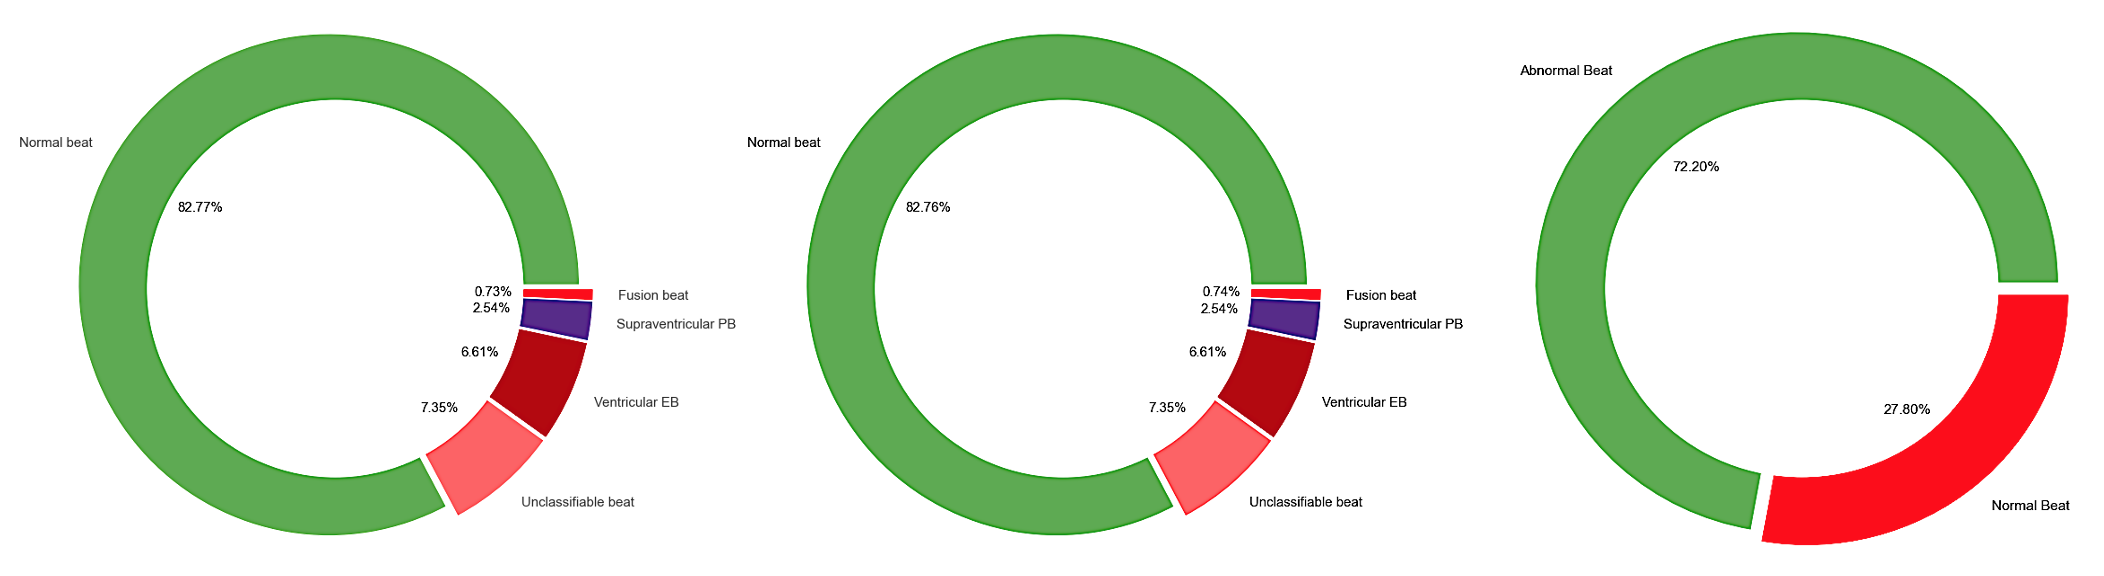 Normal beat
82.77%
0.73%
Fusion beat
2.54%
Supraventricular PB
6.61%
Ventricular EB
7.35%
Unclassifiable beat
Normal beat
82.76%
0.74%
Fusion beat
2.54%
Supraventricular PB
6.61%
Ventricular EB
7.35%
Unclassifiable beat
Abnormal Beat
72.20%
27.80%
Normal Beat